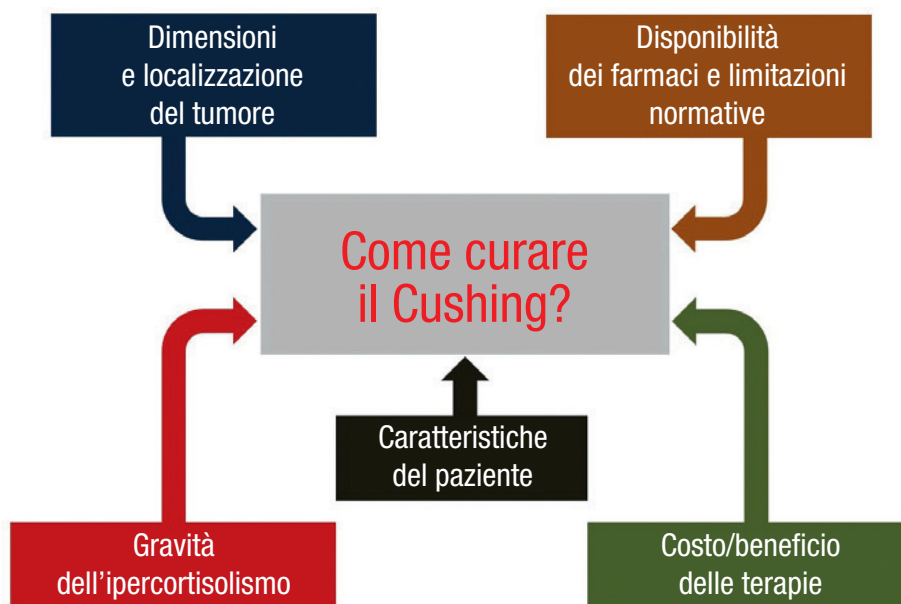 Dimensioni
e localizzazione
del tumore
Disponibilità
dei farmaci e limitazioni
normative
Come curare
il Cushing?
Caratteristiche
del paziente
Gravità
dell'ipercortisolismo
Costo/beneficio
delle terapie